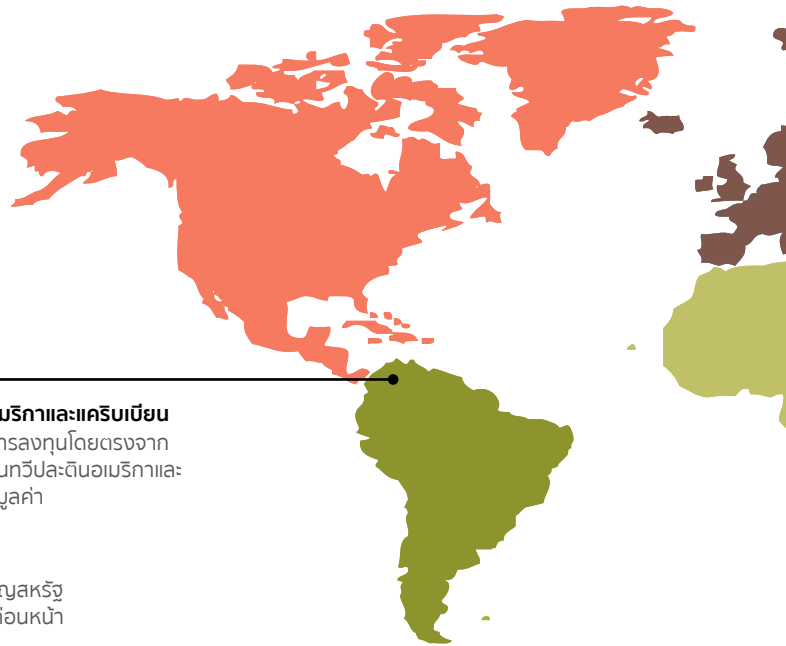 มริกาและแคริบเบียน
ารลงทุนโดยตรงจาก
นทวีปละตินอเมริกาและ
มูลค่า
ญสหรัฐ
ก่อนหน้า